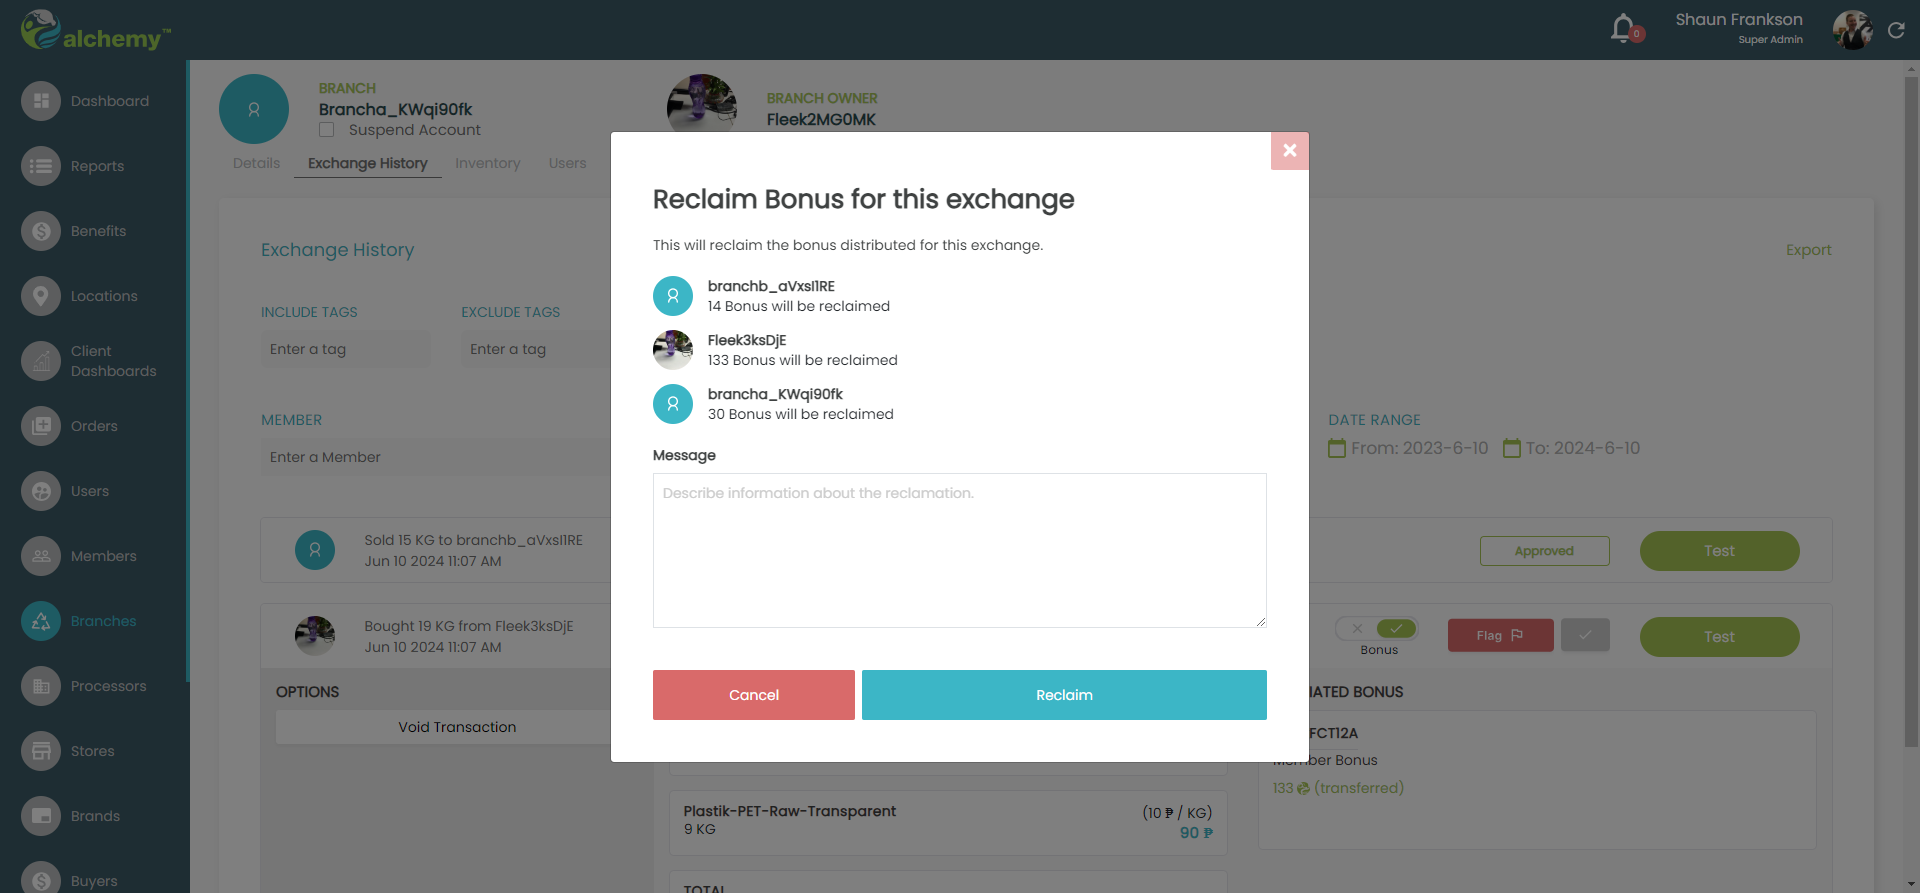 alchemy™
0
Shaun Frankson
Super Admin
Dashboard
Reports
Benefits
Locations
Client
Dashboards
Orders
Users
Members
Branches
Processors
Stores
Brands
Buyers
BRANCH
Brancha_KWqi90fk
Suspend Account
BRANCH OWNER
Fleek2MG0MK
Details
Exchange History
Inventory
Users
Exchange History
Export
INCLUDE TAGS
EXCLUDE TAGS
Enter a tag
Enter a tag
MEMBER
Enter a Member
DATE RANGE
From: 2023-6-10
To: 2024-6-10
Sold 15 KG to branchb_aVxsI1RE
Jun 10 2024 11:07 AM
Approved
Test
Bought 19 KG from Fleek3ksDjE
Jun 10 2024 11:07 AM
Bonus
Flag
Test
OPTIONS
Void Transaction
Reclaim Bonus for this exchange
This will reclaim the bonus distributed for this exchange.
branchb_aVxsI1RE
14 Bonus will be reclaimed
Fleek3ksDjE
133 Bonus will be reclaimed
brancha_KWqi90fk
30 Bonus will be reclaimed
Message
Describe information about the reclamation.
Cancel
Reclaim
IATED BONUS
FCT12A
Member Bonus
133 (transferred)
Plastik-PET-Raw-Transparent
(10 ₱ / KG)
9 KG
90 ₱
TOTAL